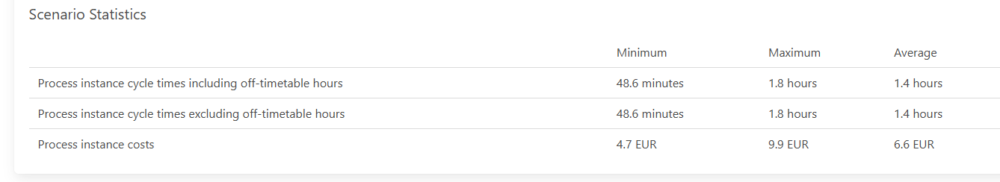 Scenario Statistics
Minimum Maximum Average
Process instance cycle times including off-timetable hours 48.6 minutes 1.8 hours 1.4 hours
Process instance cycle times excluding off-timetable hours 48.6 minutes 1.8 hours 1.4 hours
Process instance costs 4.7 EUR 9.9 EUR 6.6 EUR